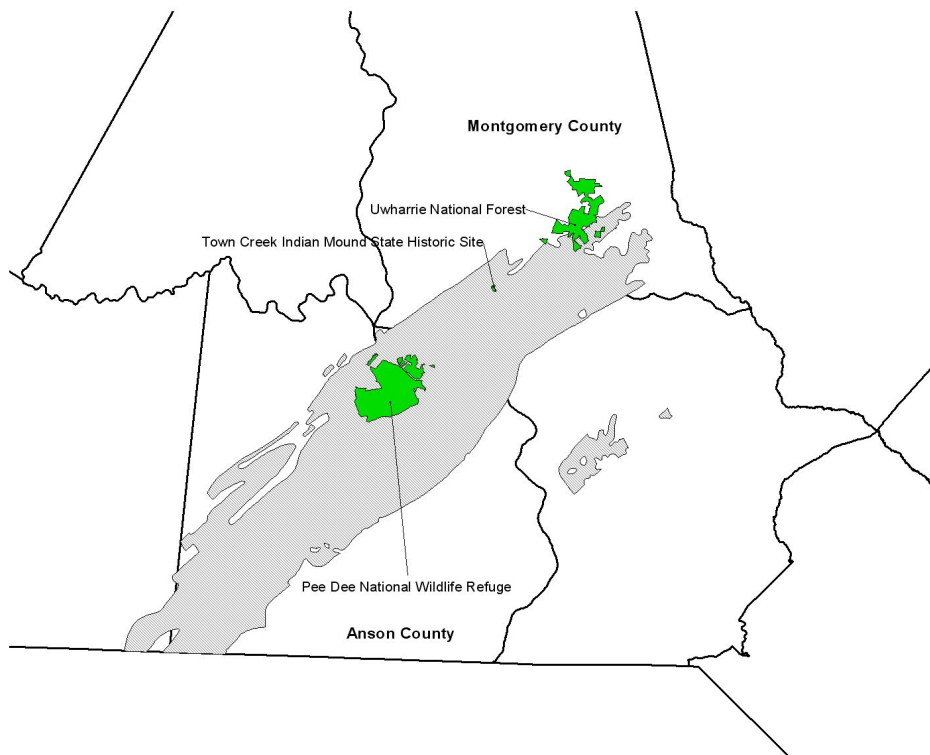 Montgomery County
Uwharrie National Forest
Town Creek Indian Mound State Historic Site
Pee Dee National Wildlife Refuge
Anson County